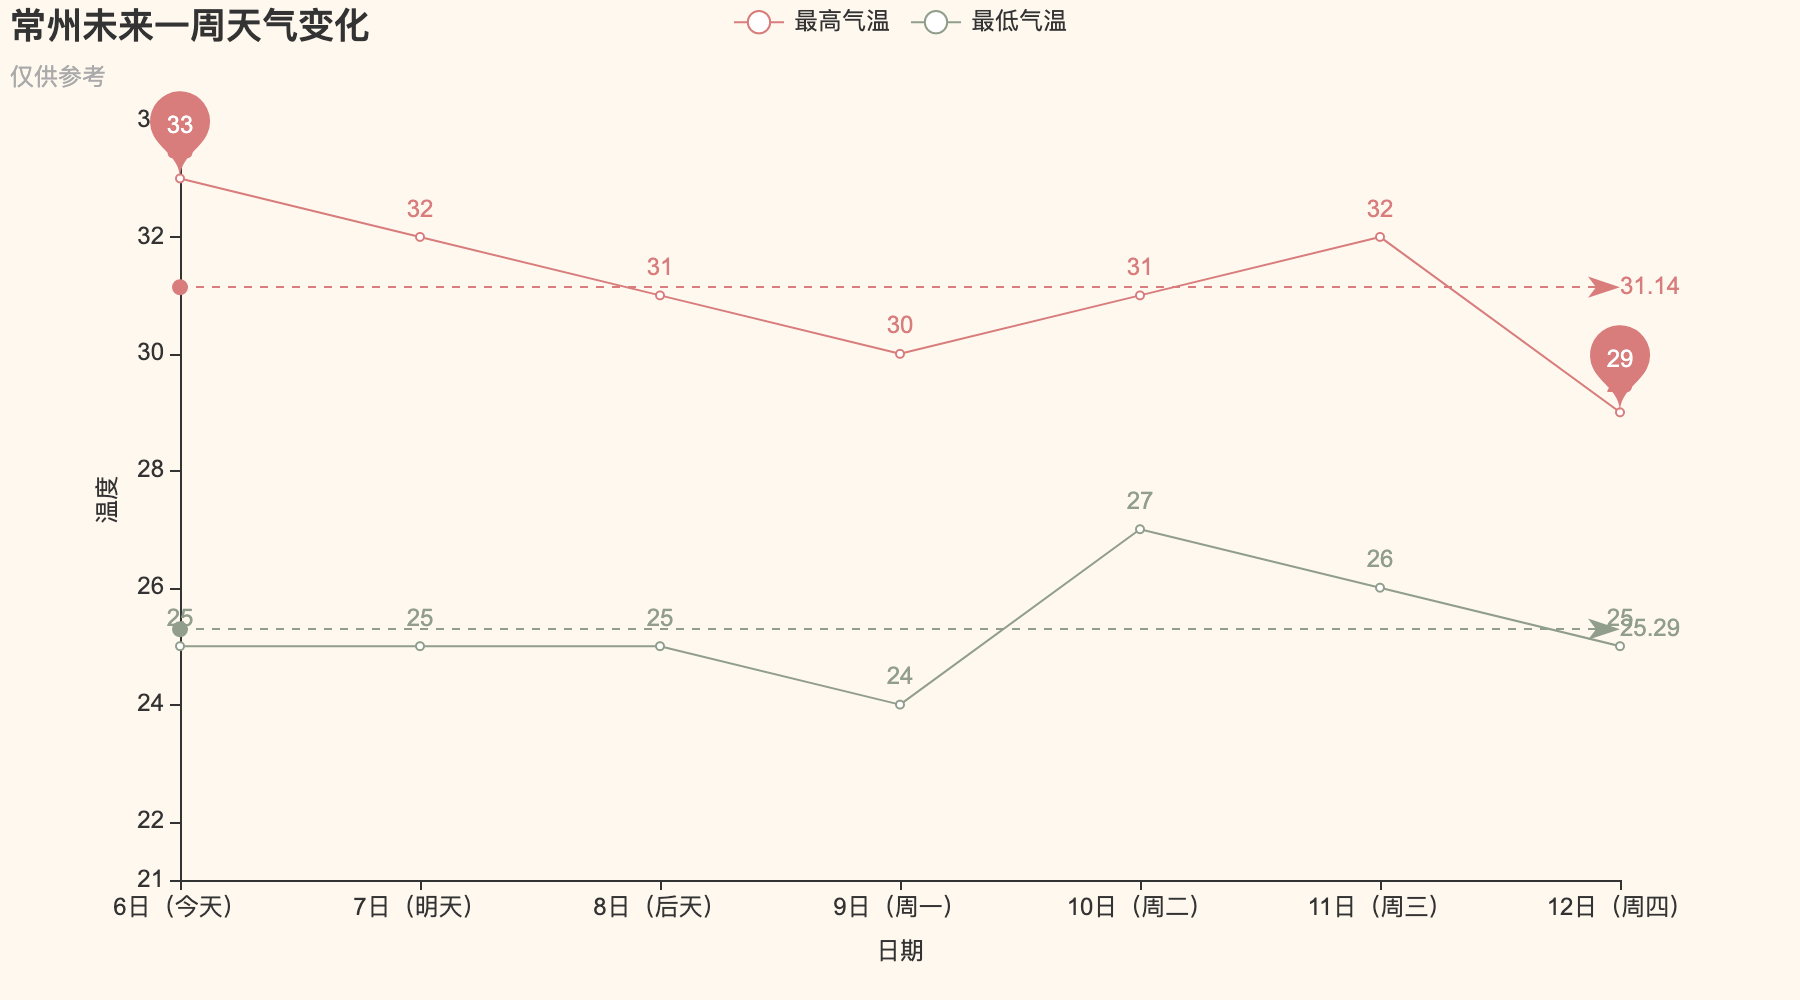 常州未来一周天气变化
仅供参考
最高气温 最低气温
33
32 31 30 31 32 29
31.14
25 25 25 24 27 26 25
25.29
32
30
28
26
24
22
21
温度
6日（今天） 7日（明天） 8日（后天） 9日（周一） 10日（周二） 11日（周三） 12日（周四）
日期